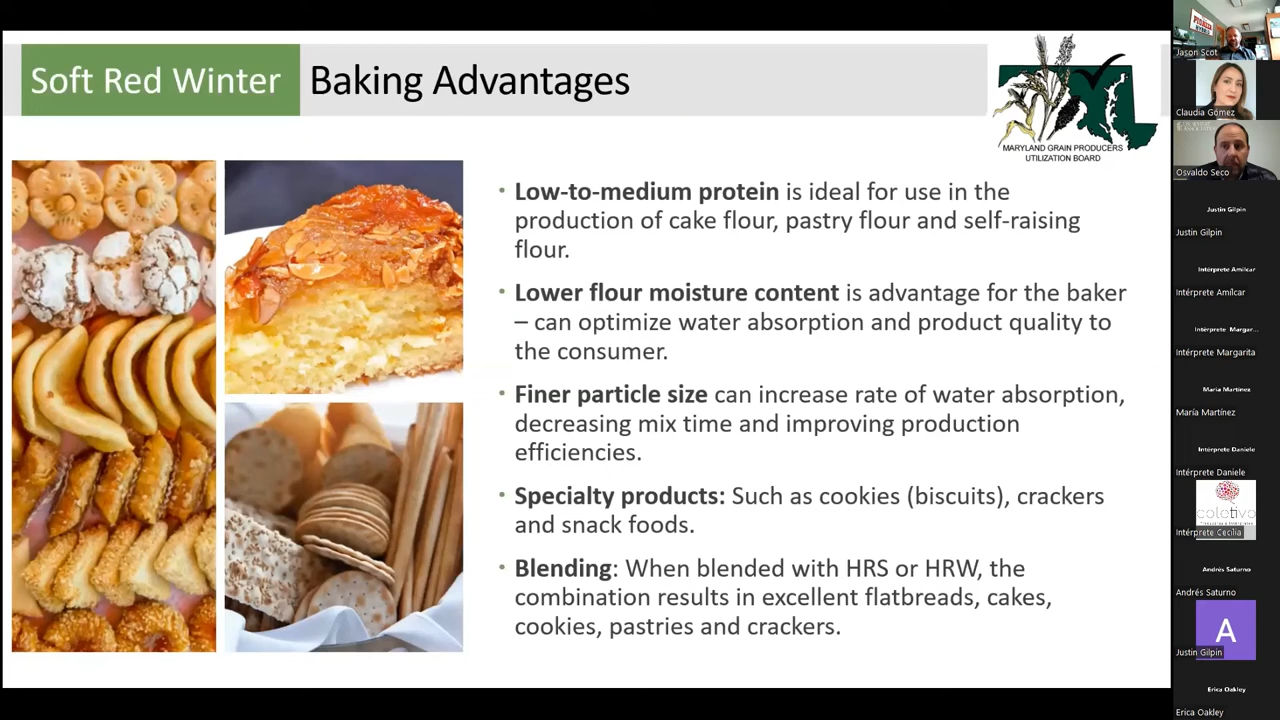 Soft Red Winter
Baking Advantages
MARYLAND GRAIN PRODUCERS
UTILIZATION BOARD
• Low-to-medium protein is ideal for use in the
production of cake flour, pastry flour and self-raising
flour.
• Lower flour moisture content is advantage for the baker
– can optimize water absorption and product quality to
the consumer.
• Finer particle size can increase rate of water absorption,
decreasing mix time and improving production
efficiencies.
• Specialty products: Such as cookies (biscuits), crackers
and snack foods.
• Blending: When blended with HRS or HRW, the
combination results in excellent flatbreads, cakes,
cookies, pastries and crackers.
PIONEER
Jason Scot
Claudia Gómez
Osvaldo Seco
Justin Gilpin
Justin Gilpin
Intérprete Amílcar
Intérprete Amílcar
Intérprete Margar...
Intérprete Margarita
María Martínez
María Martínez
Intérprete Daniele
Intérprete Daniele
coletivo
Intérprete Cecilia
Andrés Saturno
Andrés Saturno
A
Justin Gilpin
Erica Oakley
Erica Oakley